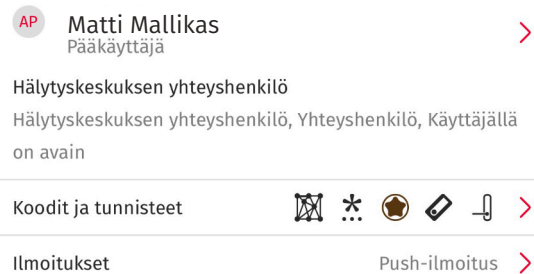 AP
Matti Mallikas
Pääkäyttäjä
Hälytyskeskuksen yhteyshenkilö
Hälytyskeskuksen yhteyshenkilö, Yhteyshenkilö, Käyttäjällä
on avain
Koodit ja tunnisteet
Ilmoitukset Push-ilmoitus